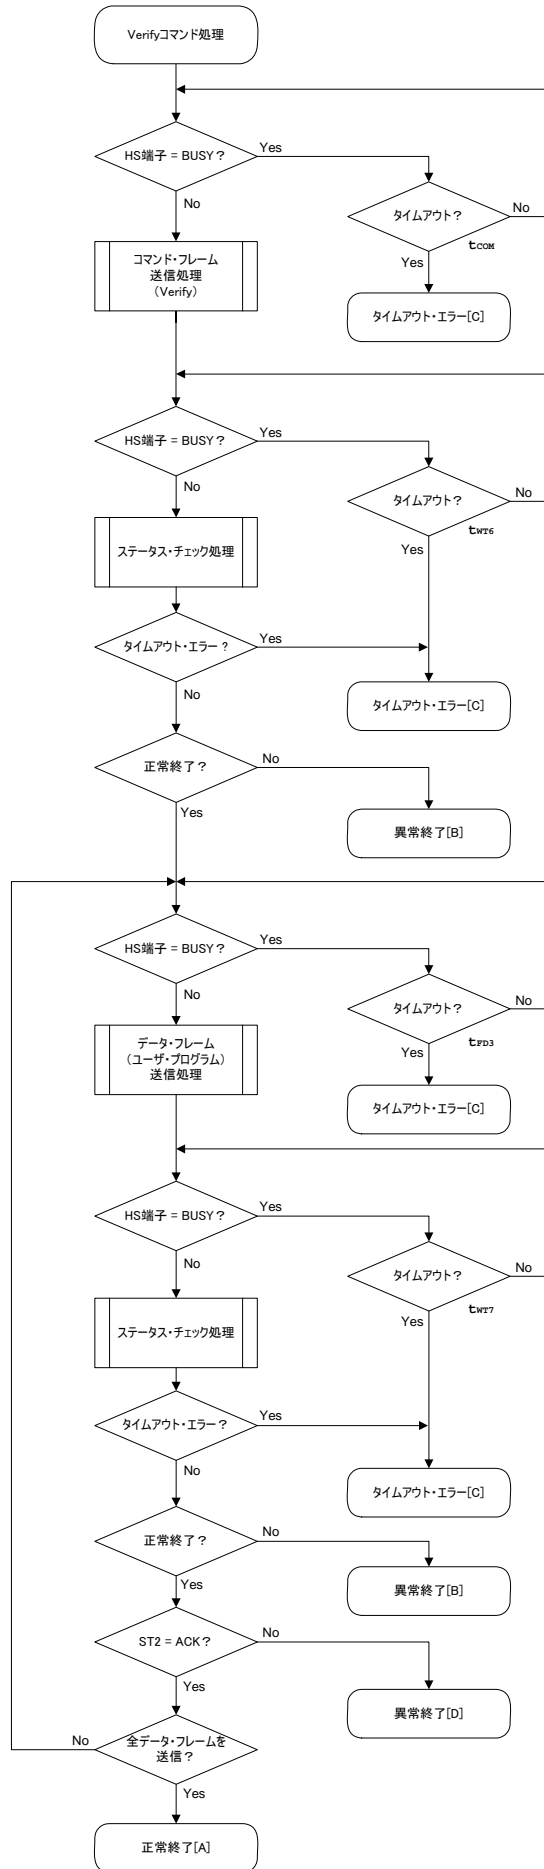 Verifyコマンド処理
HS端子 = BUSY?
Yes
No
タイムアウト?
No
tCOM
Yes
コマンド・フレーム
送信処理
(Verify)
タイムアウト・エラー[C]
HS端子 = BUSY?
Yes
No
タイムアウト?
No
tWT6
Yes
ステータス・チェック処理
タイムアウト・エラー?
Yes
No
タイムアウト・エラー[C]
正常終了?
No
Yes
異常終了[B]
HS端子 = BUSY?
Yes
No
タイムアウト?
No
tFD3
Yes
データ・フレーム
(ユーザ・プログラム)
送信処理
タイムアウト・エラー[C]
HS端子 = BUSY?
Yes
No
タイムアウト?
No
tWT7
Yes
ステータス・チェック処理
タイムアウト・エラー?
Yes
No
タイムアウト・エラー[C]
正常終了?
No
Yes
異常終了[B]
ST2 = ACK?
No
Yes
異常終了[D]
全データ・フレームを
送信?
No
Yes
正常終了[A]